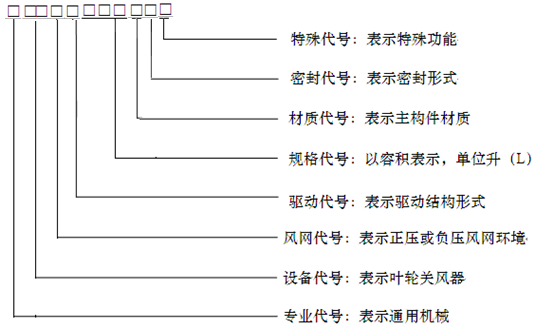 □□□□□□□□□□
特殊代号：表示特殊功能
密封代号：表示密封形式
材质代号：表示主构件材质
规格代号：以容积表示，单位升（L）
驱动代号：表示驱动结构形式
风网代号：表示正压或负压风网环境
设备代号：表示叶轮关风器
专业代号：表示通用机械